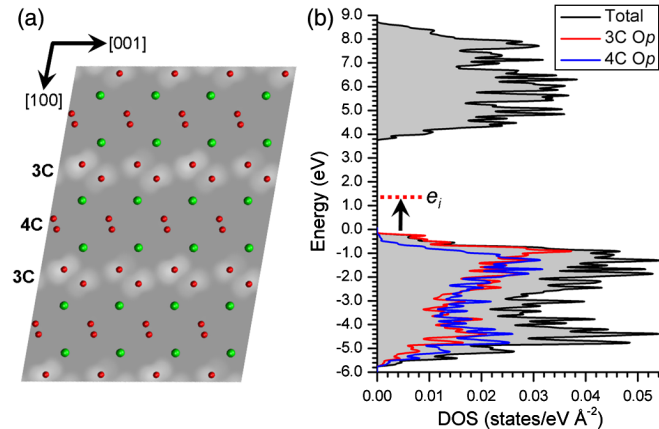 (a)
[001]
[100]
3C
4C
3C
(b)
Total
3C Op
4C Op
9.0
8.0
7.0
6.0
5.0
4.0
3.0
2.0
1.0
0.0
-1.0
-2.0
-3.0
-4.0
-5.0
-6.0
Energy (eV)
ei
0.00 0.01 0.02 0.03 0.04 0.05
DOS (states/eV Å-2)